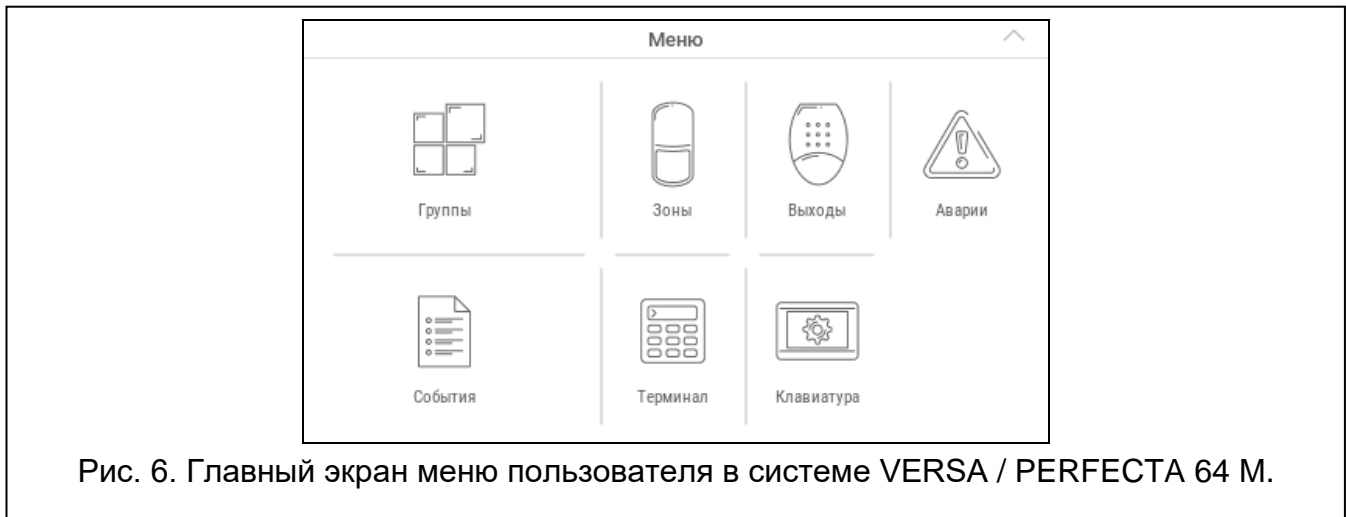 Меню
Группы
Зоны
Выходы
Аварии
События
Терминал
Клавиатура
Рис. 6. Главный экран меню пользователя в системе VERSA / PERFECTA 64 M.